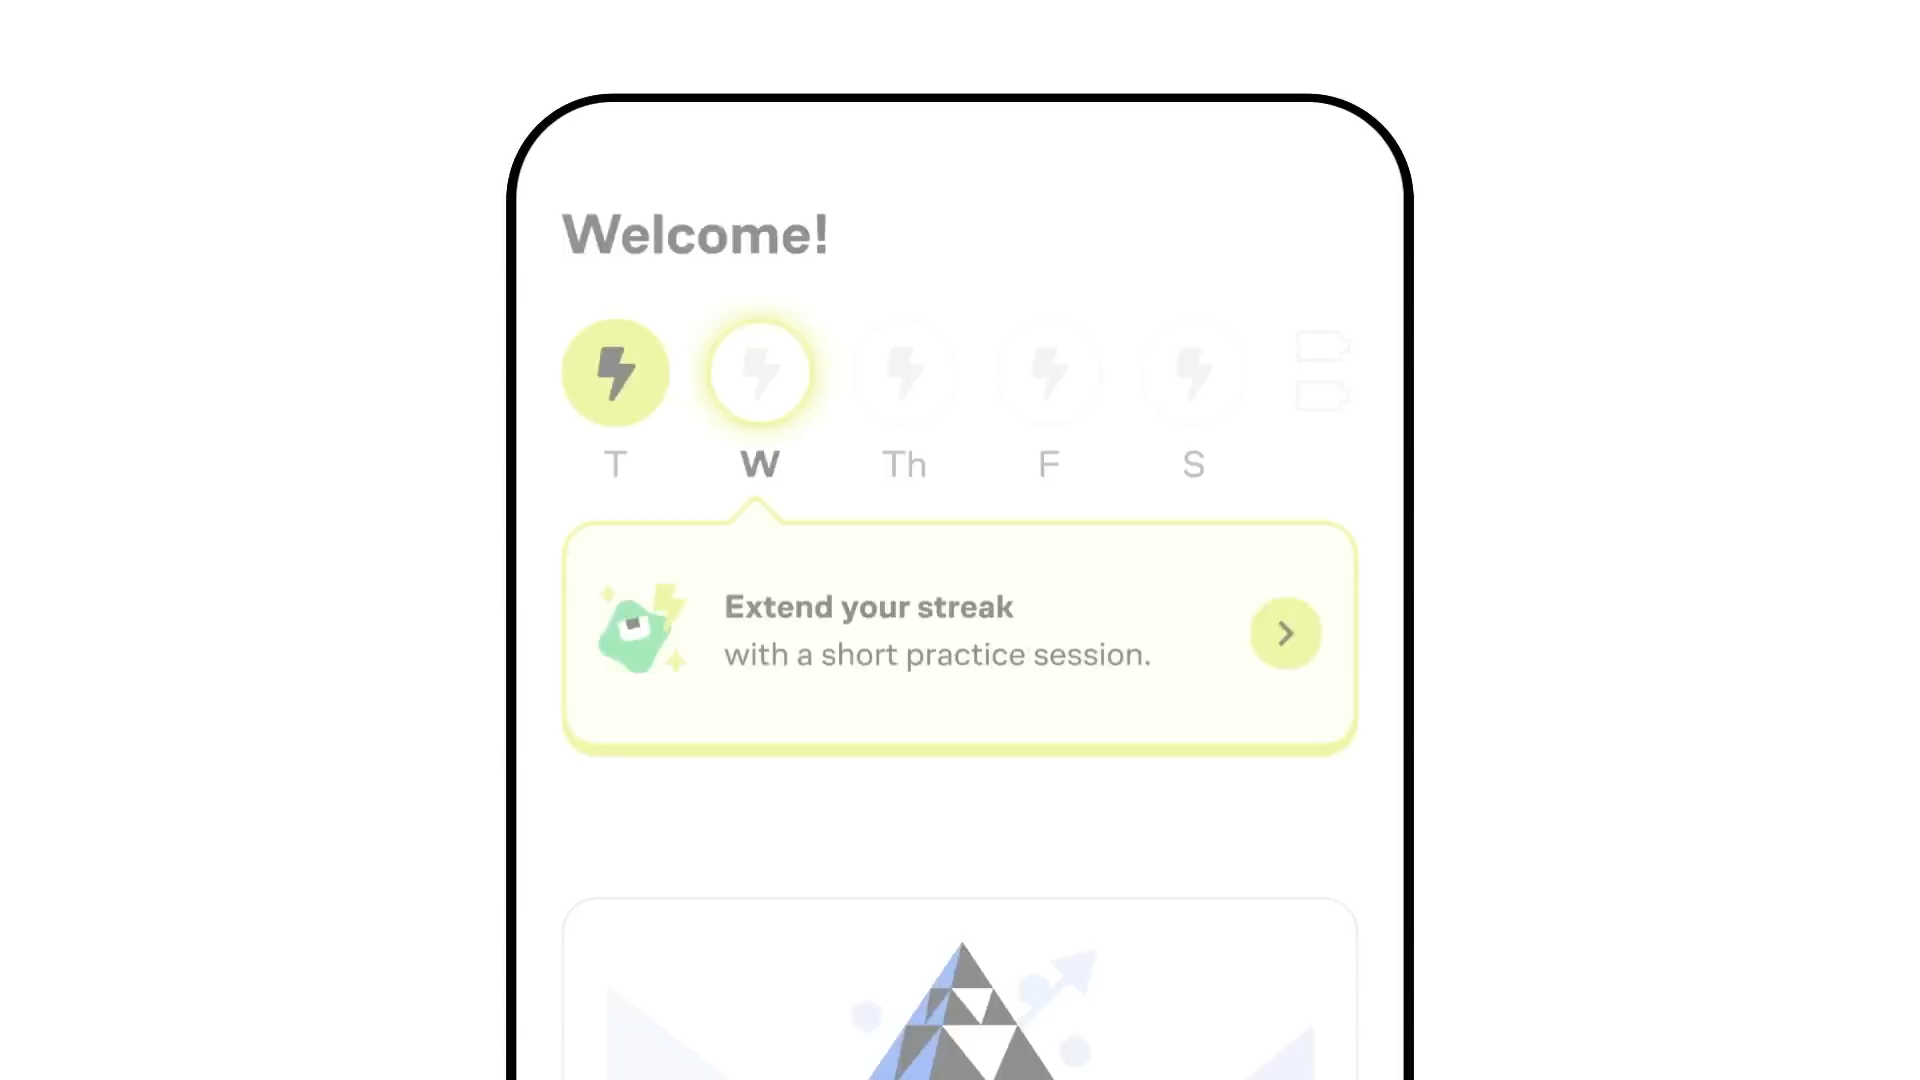 Welcome!
T W Th F S
Extend your streak
with a short practice session.